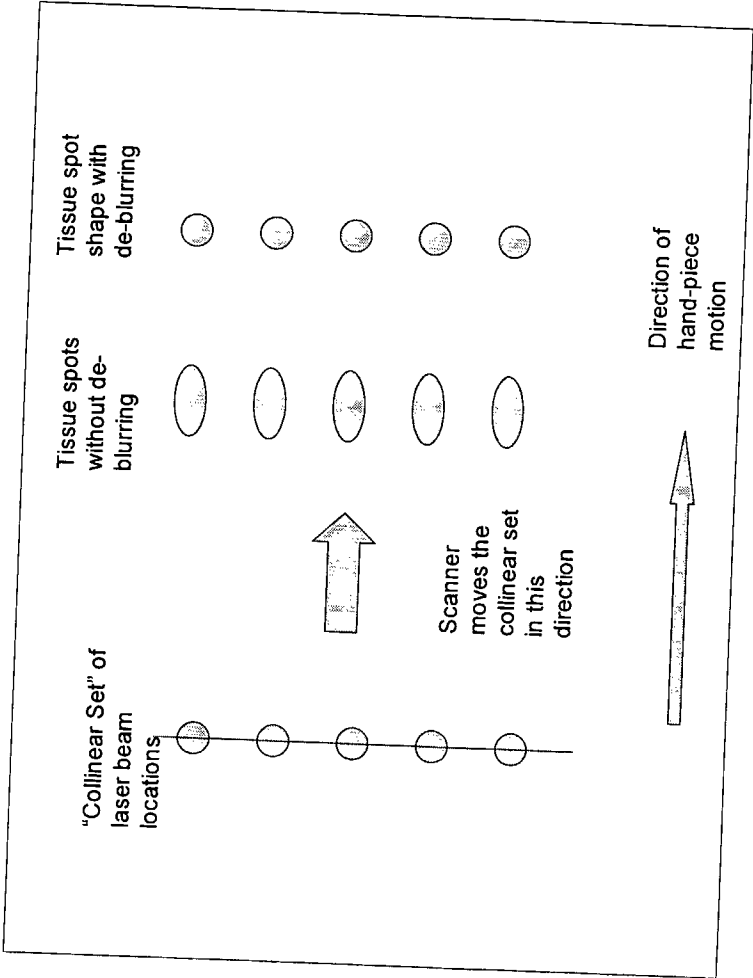 "Collinear Set" of
laser beam
locations
Scanner
moves the
collinear set
in this
direction
Tissue spots
without de-
blurring
Tissue spot
shape with
de-blurring
Direction of
hand-piece
motion